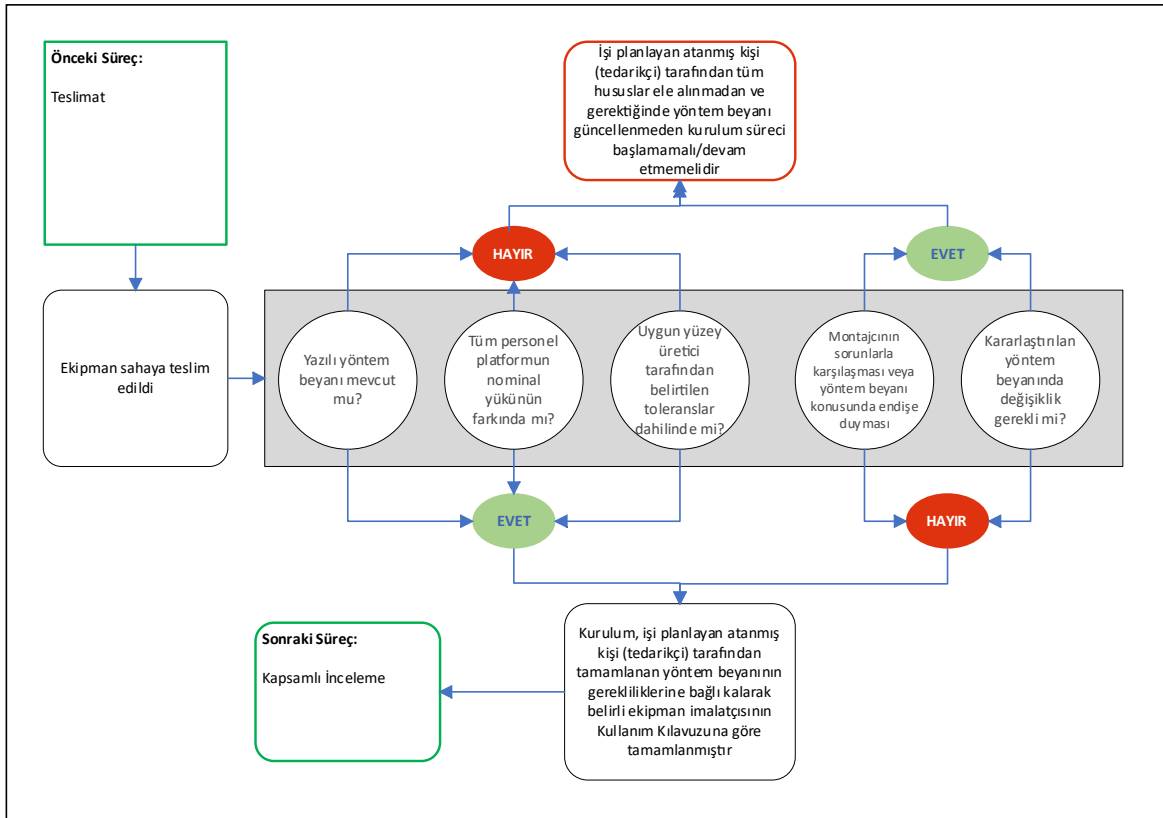 Önceki Süreç:
Teslimat
İşi planlayan atanmış kişi
(tedarikçi) tarafından tüm
hususlar ele alınmadan ve
gerektiğinde yöntem beyanı
güncellenmeden kurulum süreci
başlamamalı/devam
etmemelidir
HAYIR
EVET
Ekipman sahaya teslim
edildi
Yazılı yöntem
beyanı mevcut
mu?
Tüm personel
platformun
nominal
yükünün
farkında mı?
Uygun yüzey
üretici
tarafından
belirtilen
toleranslar
dahilinde mi?
Montajcının
sorunlarla
karşılaşması veya
yöntem beyanı
konusunda endişe
duyması
Kararlaştırılan
yöntem
beyanında
değişiklik
gerekli mi?
EVET
HAYIR
Sonraki Süreç:
Kapsamlı İnceleme
Kurulum, işi planlayan atanmış
kişi (tedarikçi) tarafından
tamamlanan yöntem beyanının
gerekliliklerine bağlı kalarak
belirli ekipman imalatçısının
Kullanım Kılavuzuna göre
tamamlanmıştır